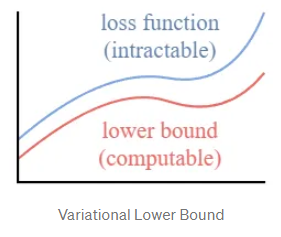 loss function
(intractable)
lower bound
(computable)
Variational Lower Bound